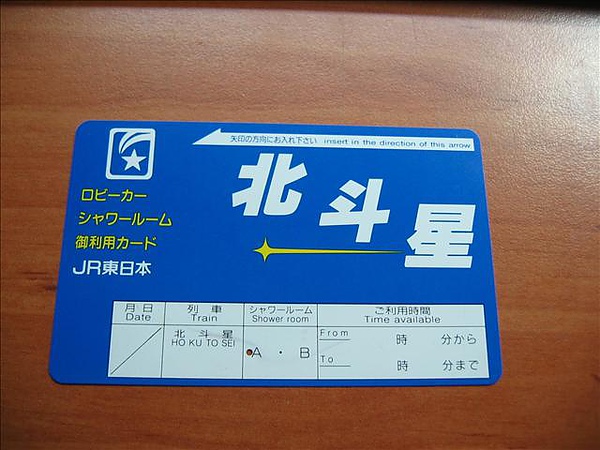 矢印の方向にお入れ下さい insert in the direction of this arrow
北斗星
ロビーカー
シャワールーム
御利用カード
JR東日本
月日 列車 シャワールーム ご利用時間
Date Train Shower room Time available
北斗星
HO KU TO SEI
A・B
From 時 分から
To 時 分まで